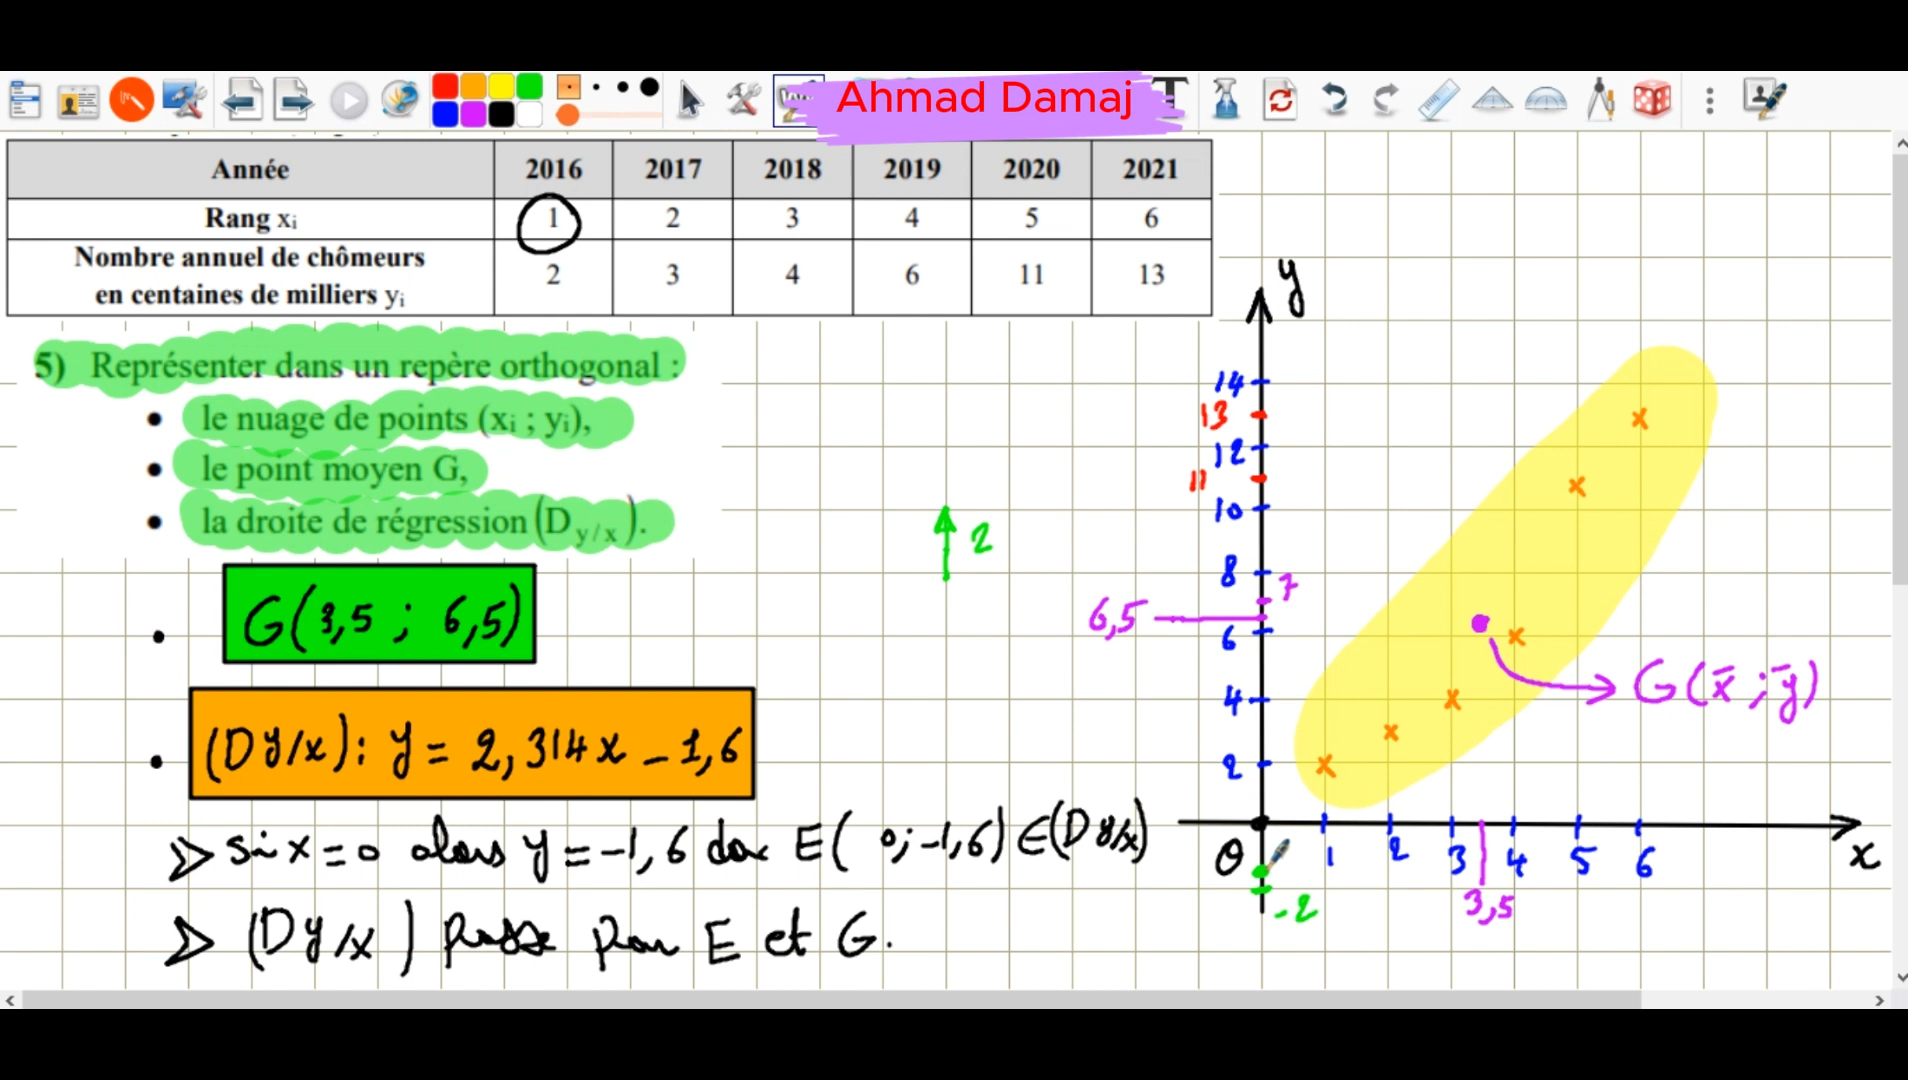 Ahmad Damaj
Année 2016 2017 2018 2019 2020 2021
Rang xi 1 2 3 4 5 6
Nombre annuel de chômeurs
en centaines de milliers yi 2 3 4 6 11 13
5) Représenter dans un repère orthogonal :
• le nuage de points (xi ; yi),
• le point moyen G,
• la droite de régression (D y/x).
• G(3,5 ; 6,5)
• (D y/x): y = 2,314x - 1,6
> si x = 0 alors y = -1,6 donc E( 0; -1,6) ∈ (D y/x)
> (D y/x) passe par E et G.
2
y
14
13
12
11
10
8
7
6,5
6
4
2
G(x̄ ; ȳ)
O 1 2 3 4 5 6 x
3,5
-2